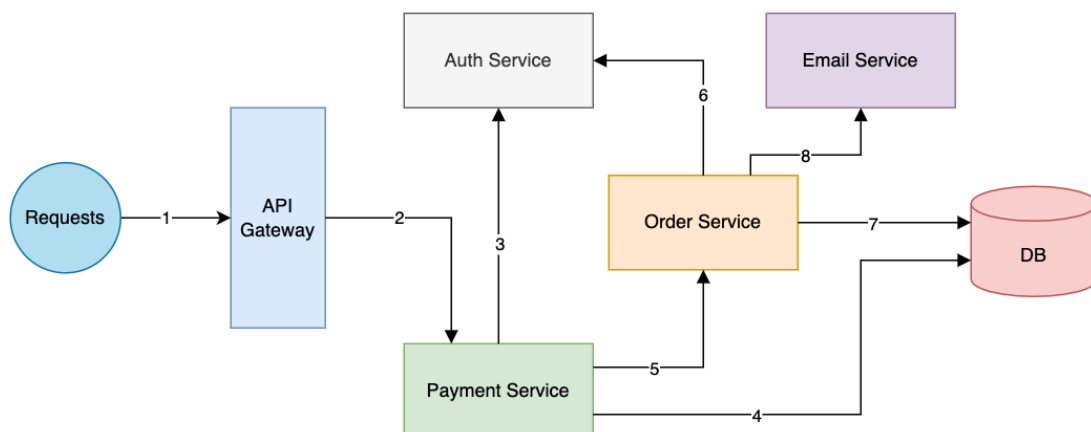 Auth Service
Email Service
6
8
API
Gateway
Requests
1
2
3
Order Service
7
DB
Payment Service
5
4